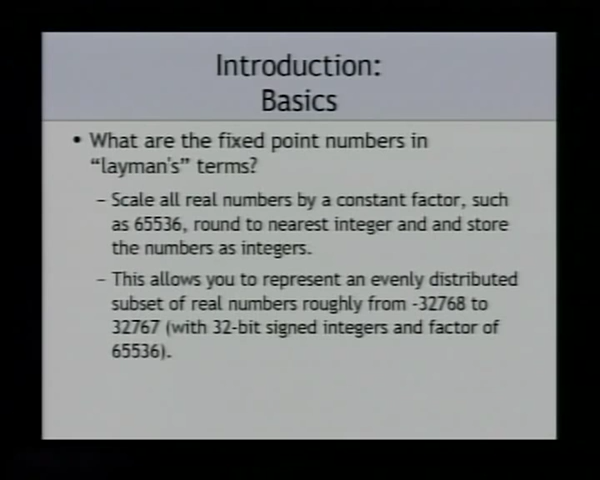 Introduction:
Basics
• What are the fixed point numbers in
“layman's” terms?
– Scale all real numbers by a constant factor, such
as 65536, round to nearest integer and and store
the numbers as integers.
– This allows you to represent an evenly distributed
subset of real numbers roughly from -32768 to
32767 (with 32-bit signed integers and factor of
65536).